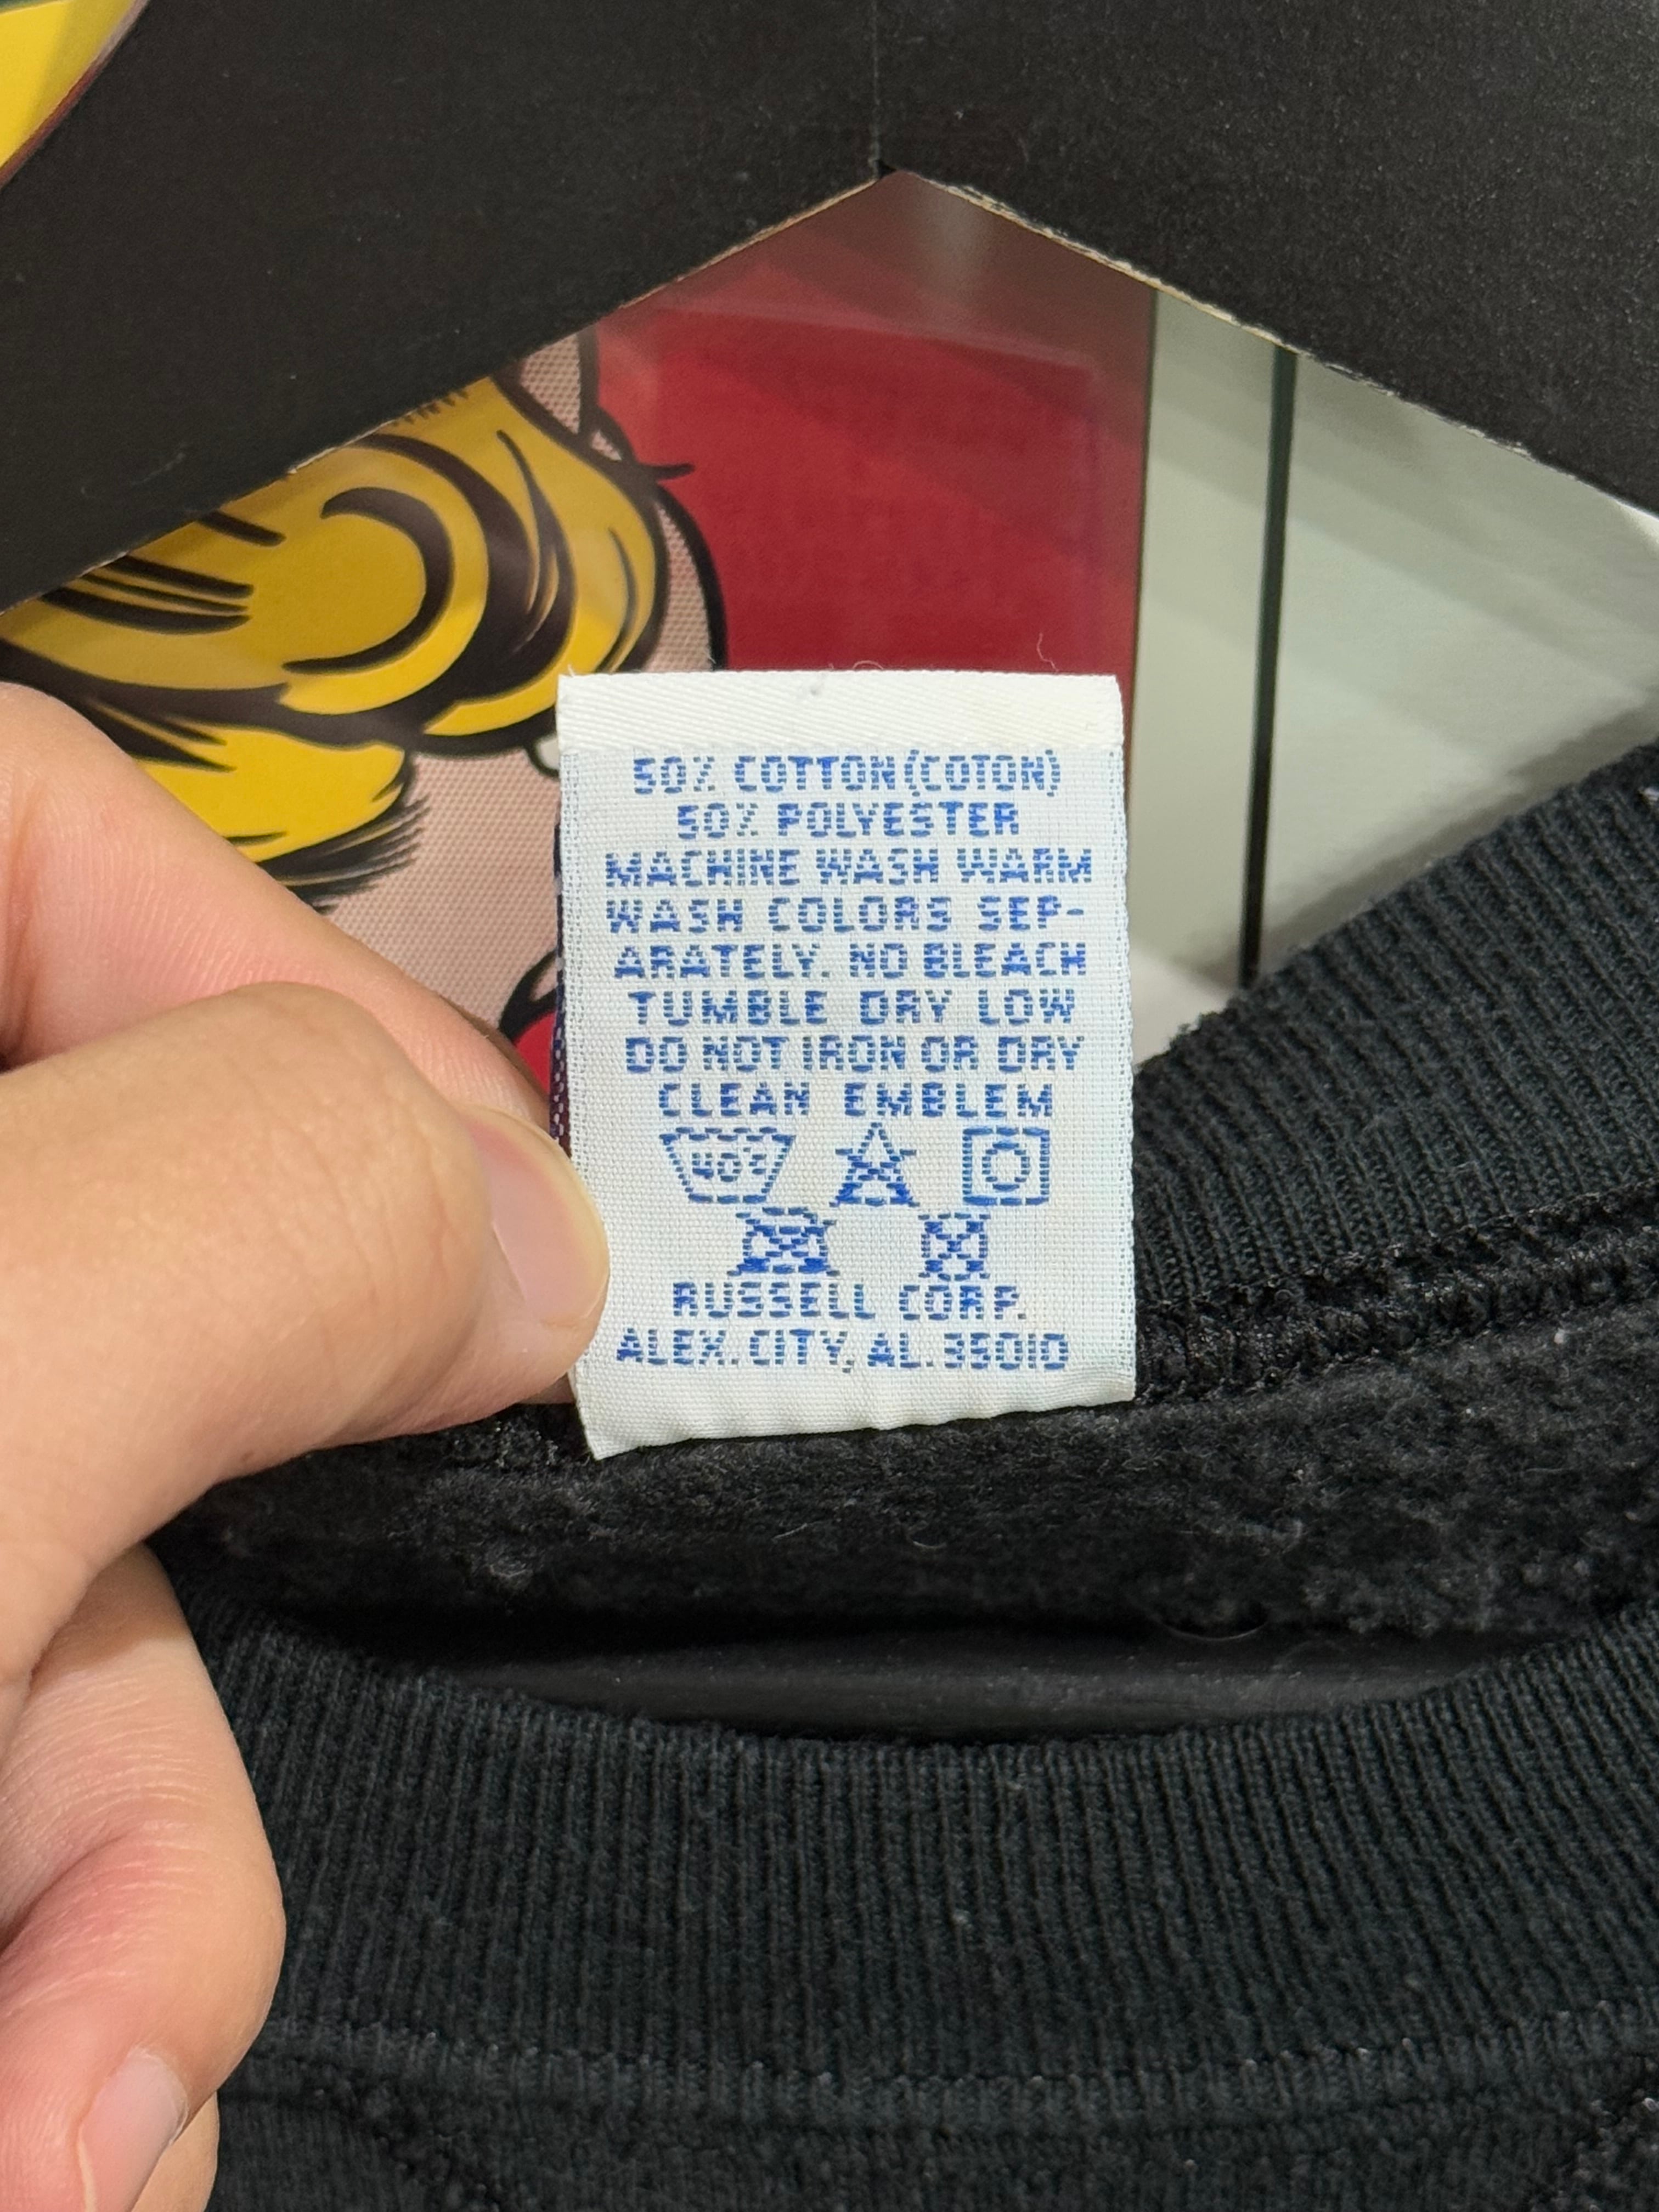 50% COTTON(COTON)
50% POLYESTER
MACHINE WASH WARM
WASH COLORS SEP-
ARATELY. NO BLEACH
TUMBLE DRY LOW
DO NOT IRON OR DRY
CLEAN EMBLEM
40°C
RUSSELL CORP.
ALEX. CITY, AL. 35010